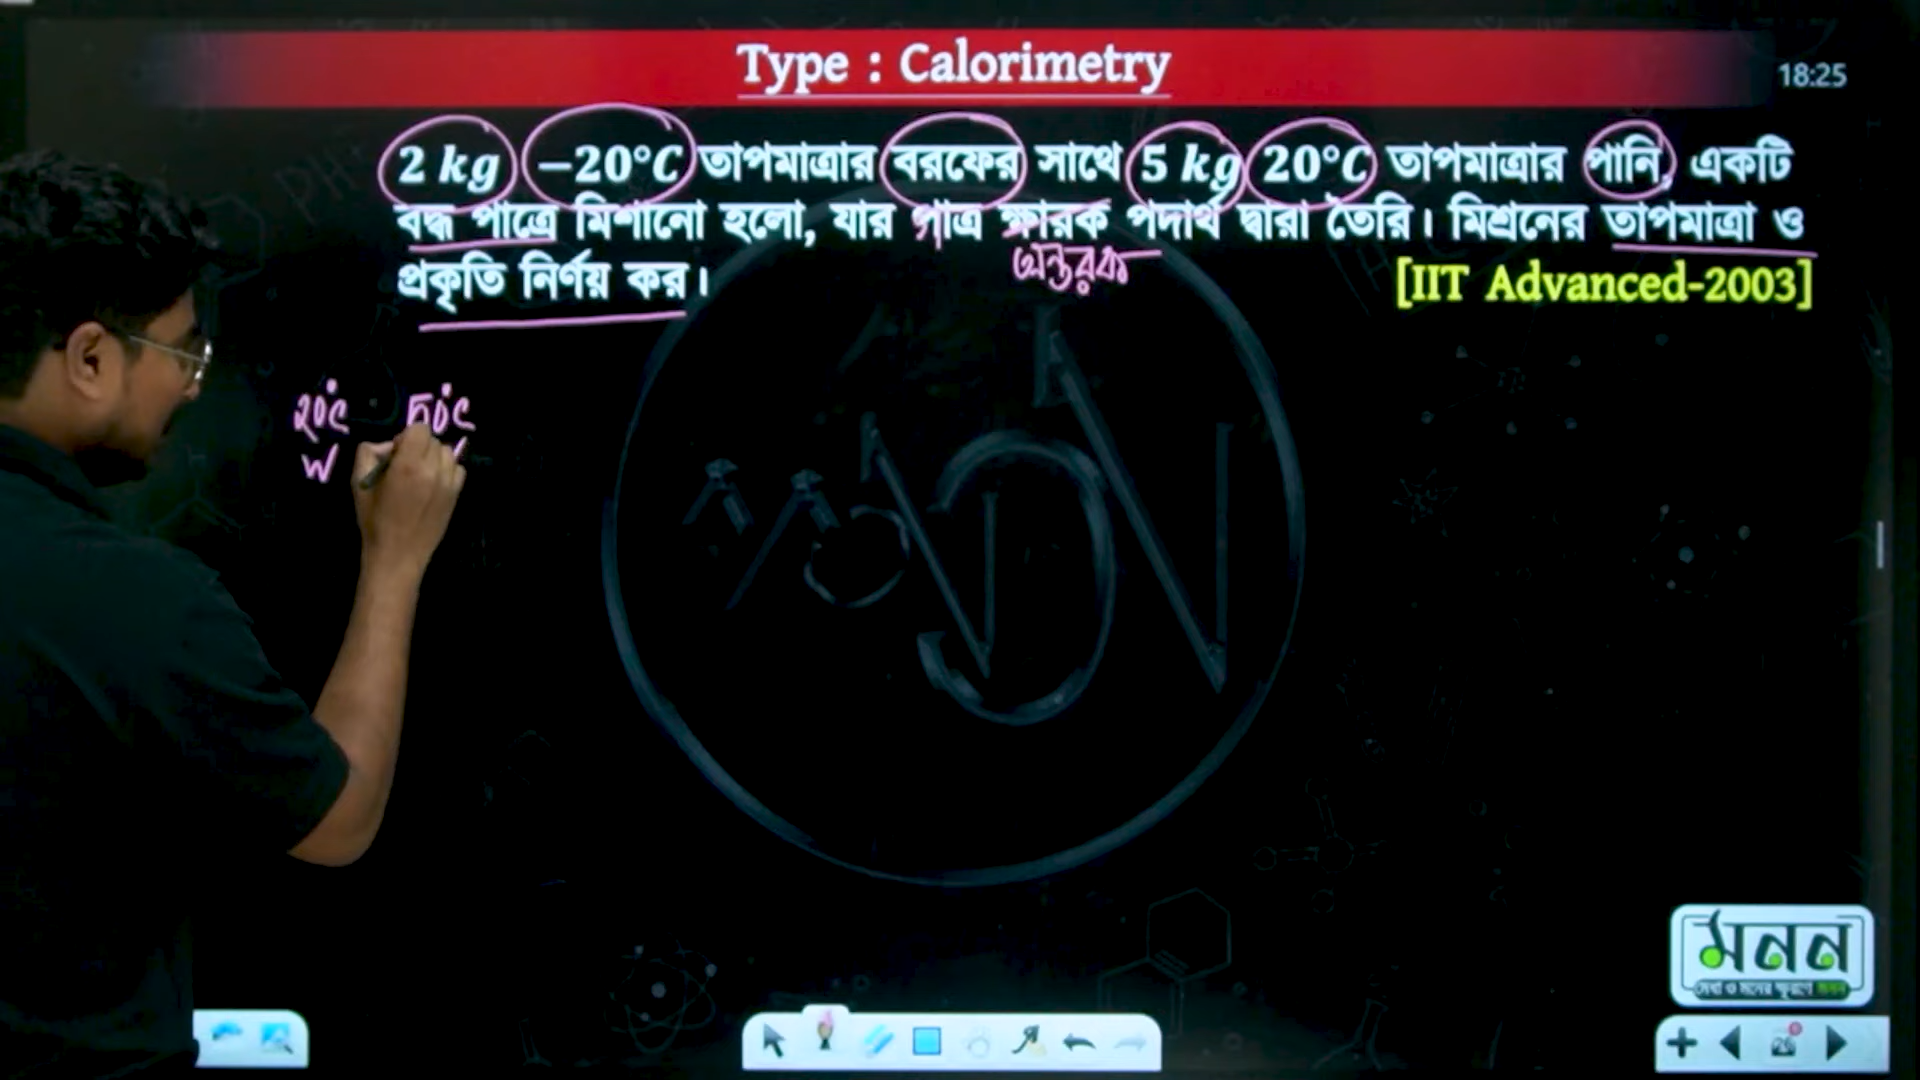 Type : Calorimetry
18:25
2 kg −20°C তাপমাত্রার বরফের সাথে 5 kg 20°C তাপমাত্রার পানি, একটি
বদ্ধ পাত্রে মিশানো হলো, যার পাত্র ক্ষারক পদার্থ দ্বারা তৈরি। মিশ্রনের তাপমাত্রা ও
অন্তরক
প্রকৃতি নির্ণয় কর।
[IIT Advanced-2003]
20°C 50°C
W
মনন